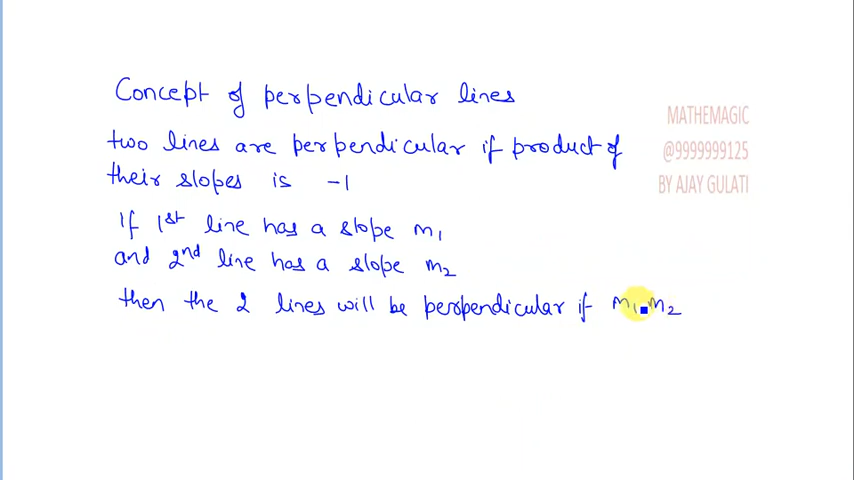 Concept of perpendicular lines
MATHEMAGIC
two lines are perpendicular if product of
@9999999125
their slopes is -1
BY AJAY GULATI
If 1st line has a slope m1
and 2nd line has a slope m2
then the 2 lines will be perpendicular if m1.m2